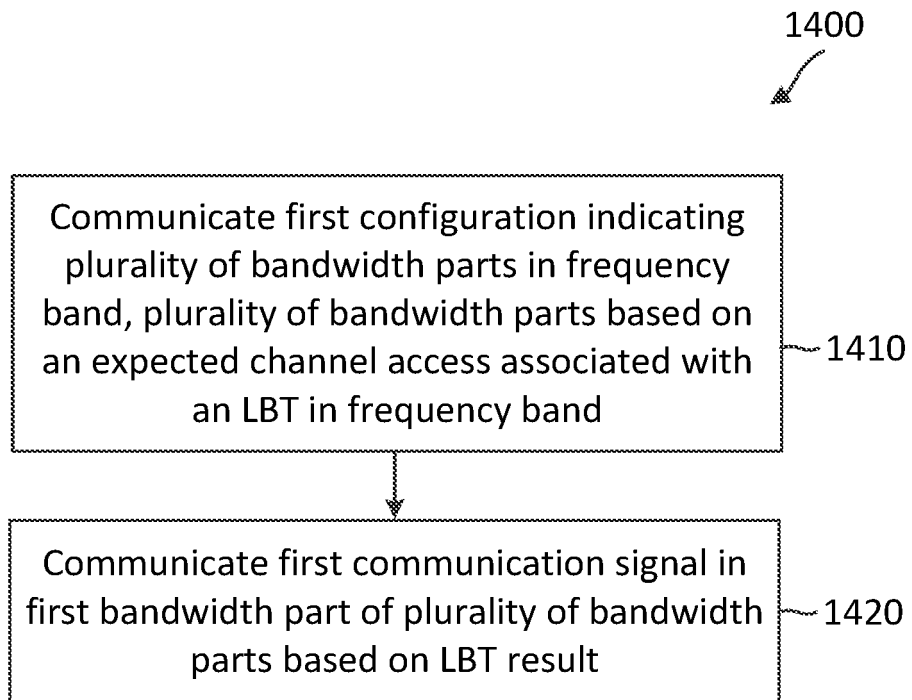 1400
Communicate first configuration indicating
plurality of bandwidth parts in frequency
band, plurality of bandwidth parts based on
an expected channel access associated with
an LBT in frequency band
1410
Communicate first communication signal in
first bandwidth part of plurality of bandwidth
parts based on LBT result
1420